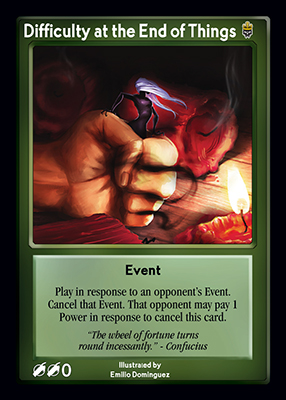 Difficulty at the End of Things
Event
Play in response to an opponent's Event.
Cancel that Event. That opponent may pay 1
Power in response to cancel this card.
"The wheel of fortune turns
round incessantly." - Confucius
0
Illustrated by
Emilio Dominguez